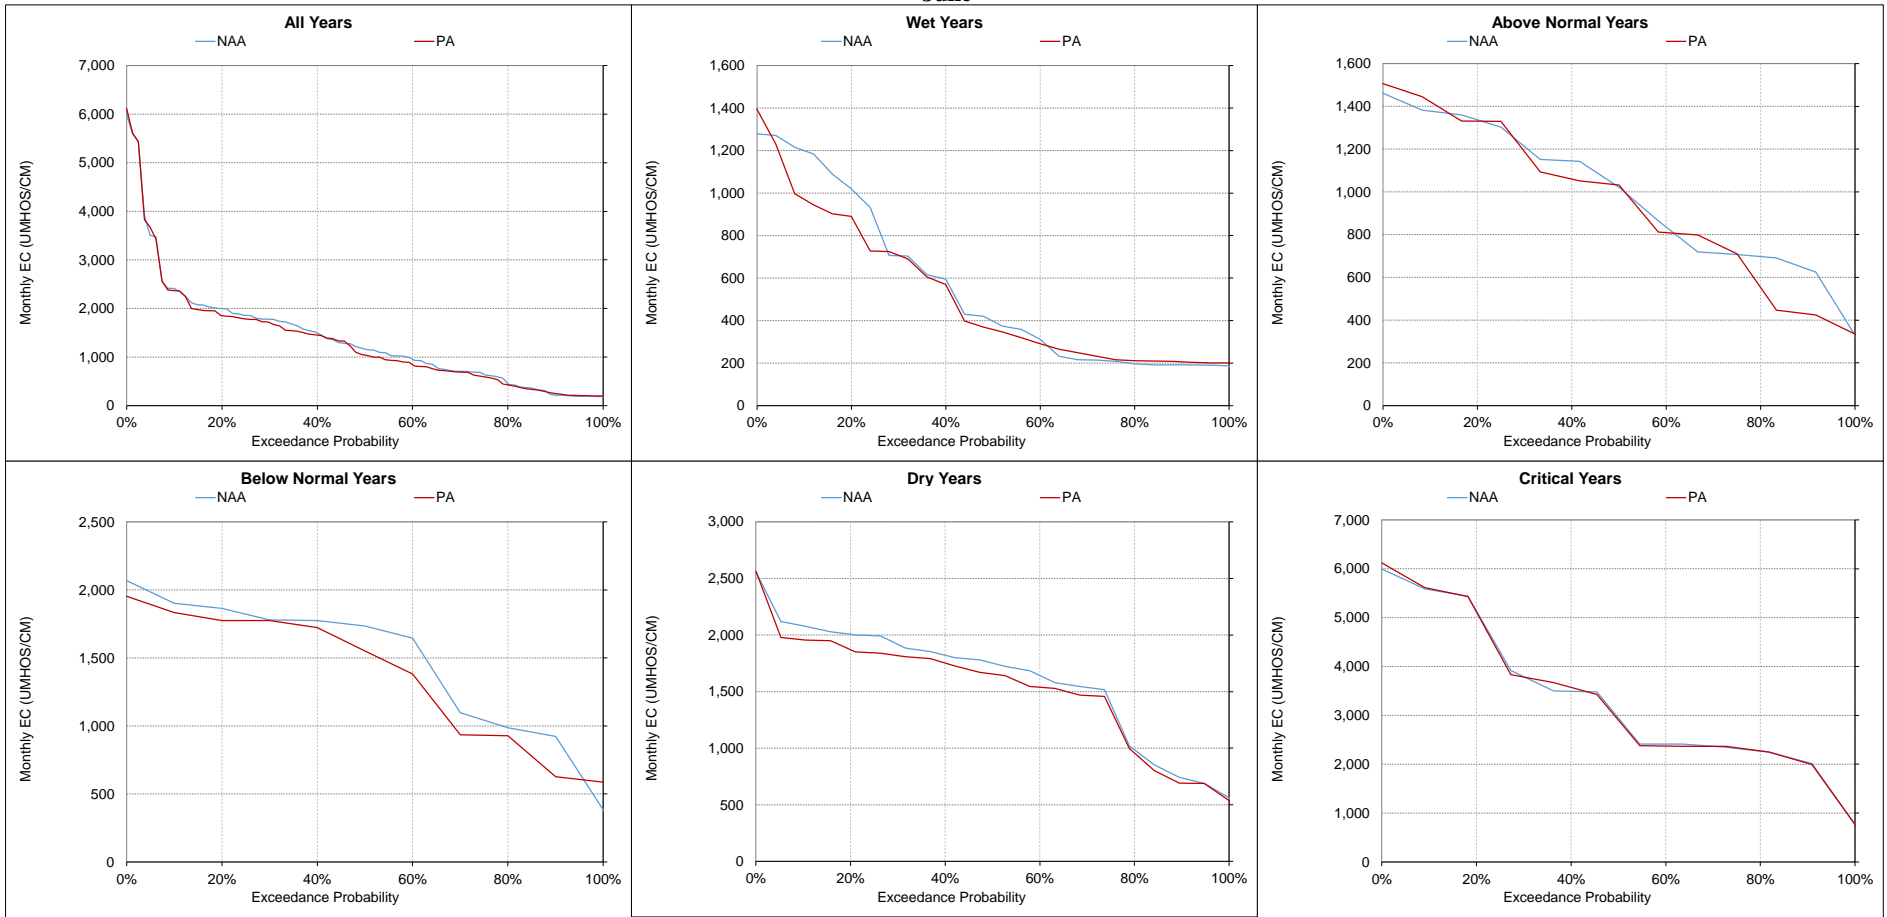 All Years
NAA PA
7,000
6,000
5,000
4,000
3,000
2,000
1,000
0
Monthly EC (UMHOS/CM)
0% 20% 40% 60% 80% 100%
Exceedance Probability
Wet Years
NAA PA
1,600
1,400
1,200
1,000
800
600
400
200
0
Monthly EC (UMHOS/CM)
0% 20% 40% 60% 80% 100%
Exceedance Probability
Above Normal Years
NAA PA
1,600
1,400
1,200
1,000
800
600
400
200
0
Monthly EC (UMHOS/CM)
0% 20% 40% 60% 80% 100%
Exceedance Probability
Below Normal Years
NAA PA
2,500
2,000
1,500
1,000
500
0
Monthly EC (UMHOS/CM)
0% 20% 40% 60% 80% 100%
Exceedance Probability
Dry Years
NAA PA
3,000
2,500
2,000
1,500
1,000
500
0
Monthly EC (UMHOS/CM)
0% 20% 40% 60% 80% 100%
Exceedance Probability
Critical Years
NAA PA
7,000
6,000
5,000
4,000
3,000
2,000
1,000
0
Monthly EC (UMHOS/CM)
0% 20% 40% 60% 80% 100%
Exceedance Probability